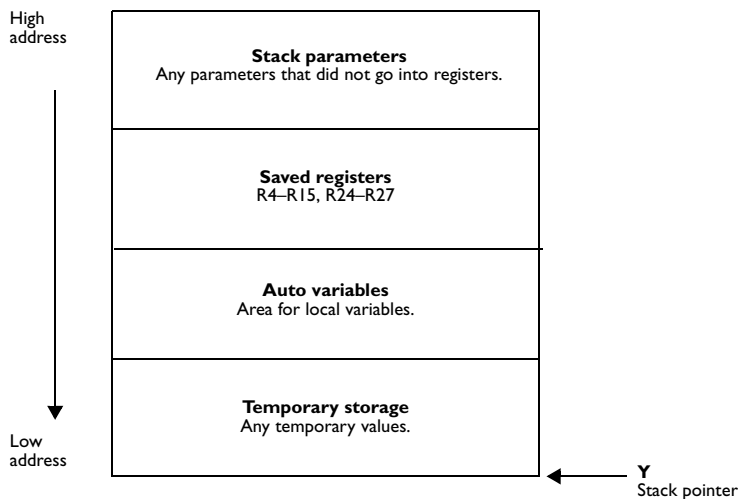 High
address
Stack parameters
Any parameters that did not go into registers.
Saved registers
R4–R15, R24–R27
Auto variables
Area for local variables.
Temporary storage
Any temporary values.
Low
address
Y
Stack pointer